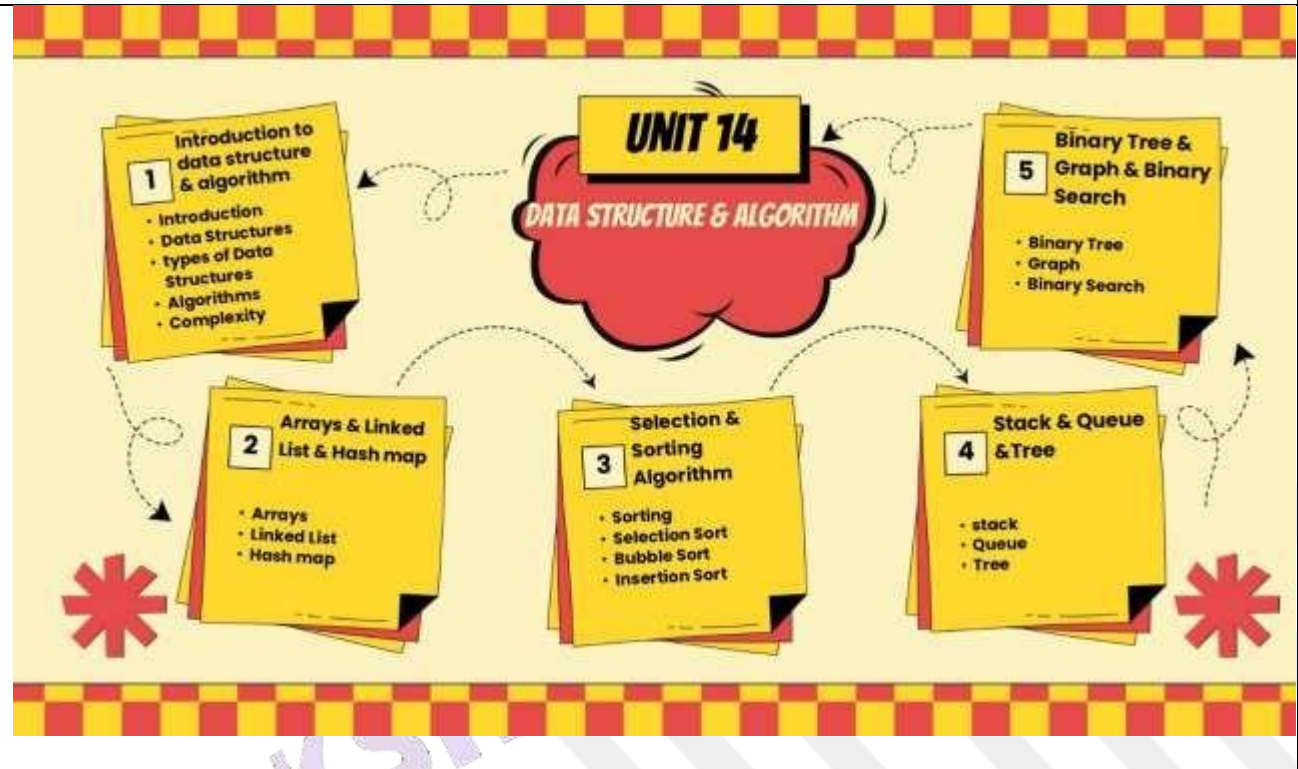 UNIT 14
DATA STRUCTURE & ALGORITHM
1
Introduction to
data structure
& algorithm
• Introduction
• Data Structures
• types of Data
Structures
• Algorithms
• Complexity
2
Arrays & Linked
List & Hash map
• Arrays
• Linked List
• Hash map
3
Selection &
Sorting
Algorithm
• Sorting
• Selection Sort
• Bubble Sort
• Insertion Sort
4
Stack & Queue
&Tree
• stack
• Queue
• Tree
5
Binary Tree &
Graph & Binary
Search
• Binary Tree
• Graph
• Binary Search